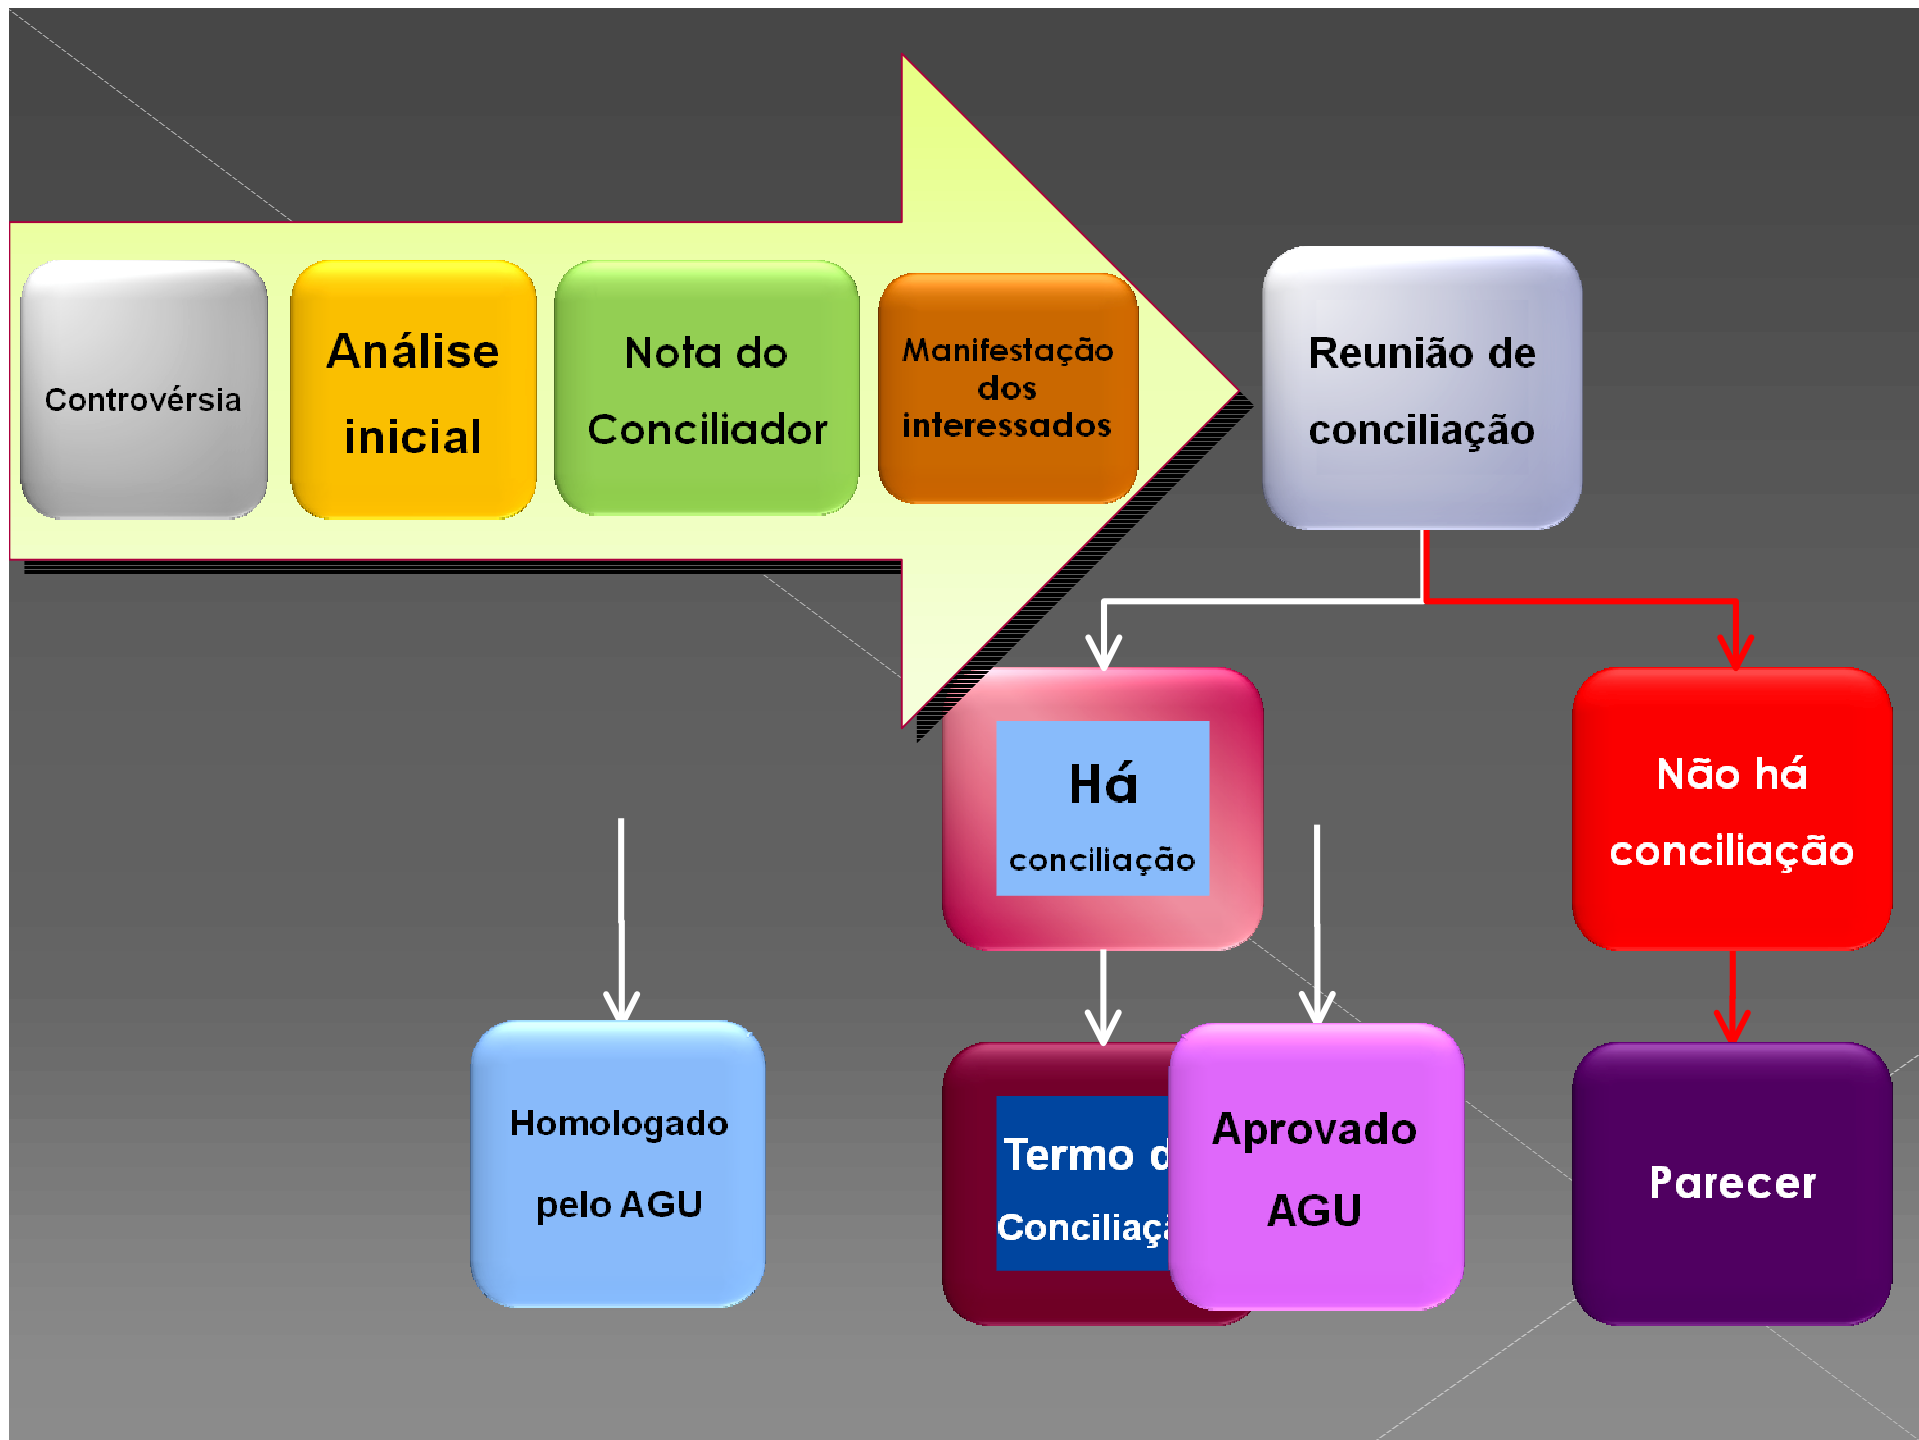 Controvérsia
Análise
inicial
Nota do
Conciliador
Manifestação
dos
interessados
Reunião de
conciliação
Há
conciliação
Não há
conciliação
Homologado
pelo AGU
Termo
Aprovado
AGU
Parecer